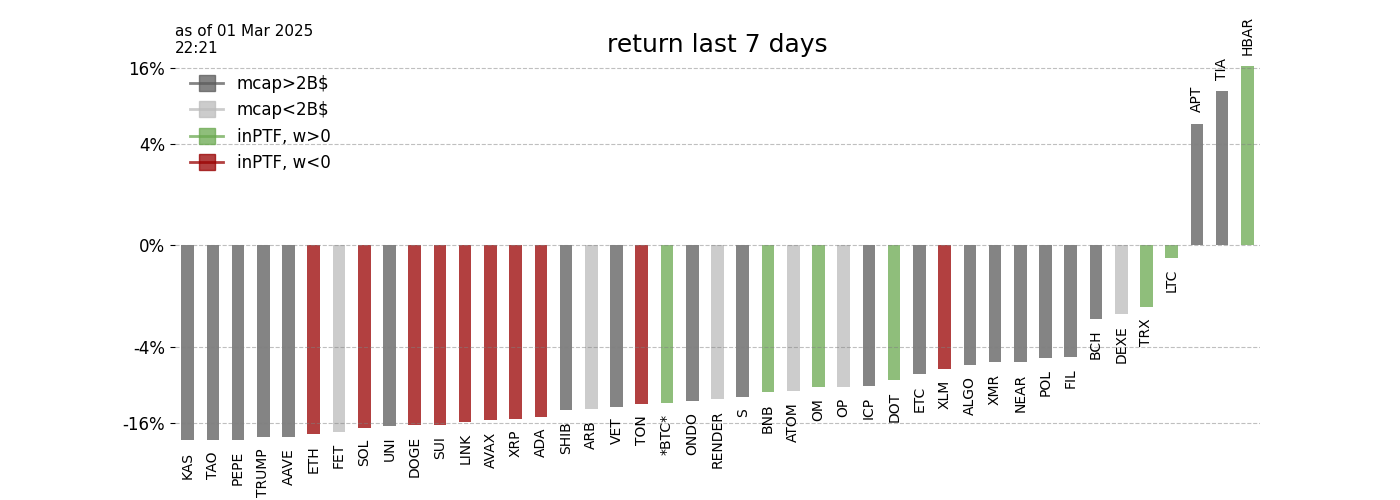 as of 01 Mar 2025
22:21
return last 7 days
16%
4%
0%
-4%
-16%
mcap>2B$
mcap<2B$
inPTF, w>0
inPTF, w<0
KAS
TAO
PEPE
TRUMP
AAVE
ETH
FET
SOL
UNI
DOGE
SUI
LINK
AVAX
XRP
ADA
SHIB
ARB
VET
TON
*BTC*
ONDO
RENDER
S
BNB
ATOM
OM
OP
ICP
DOT
ETC
XLM
ALGO
XMR
NEAR
POL
FIL
BCH
DEXE
TRX
LTC
APT
TIA
HBAR